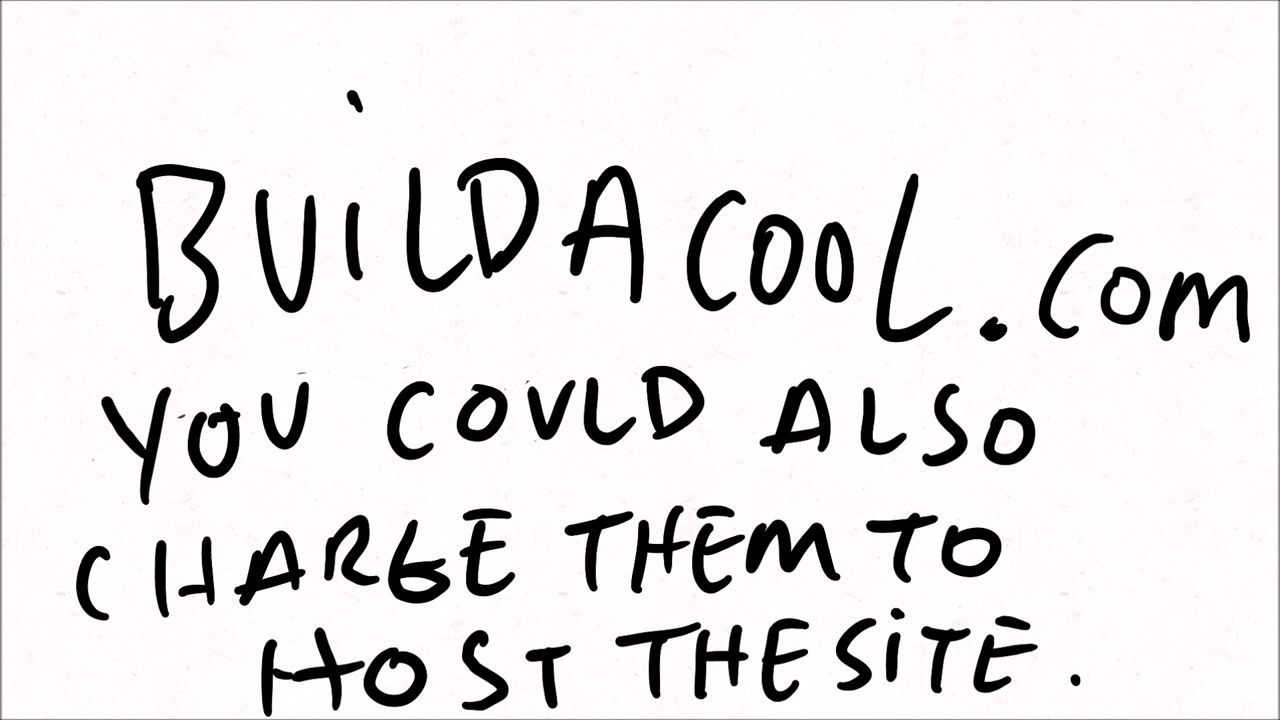 BUiLDACOOL.COM
YOU COULD ALSO
CHARGE THEM TO
HOST THE SiTE.